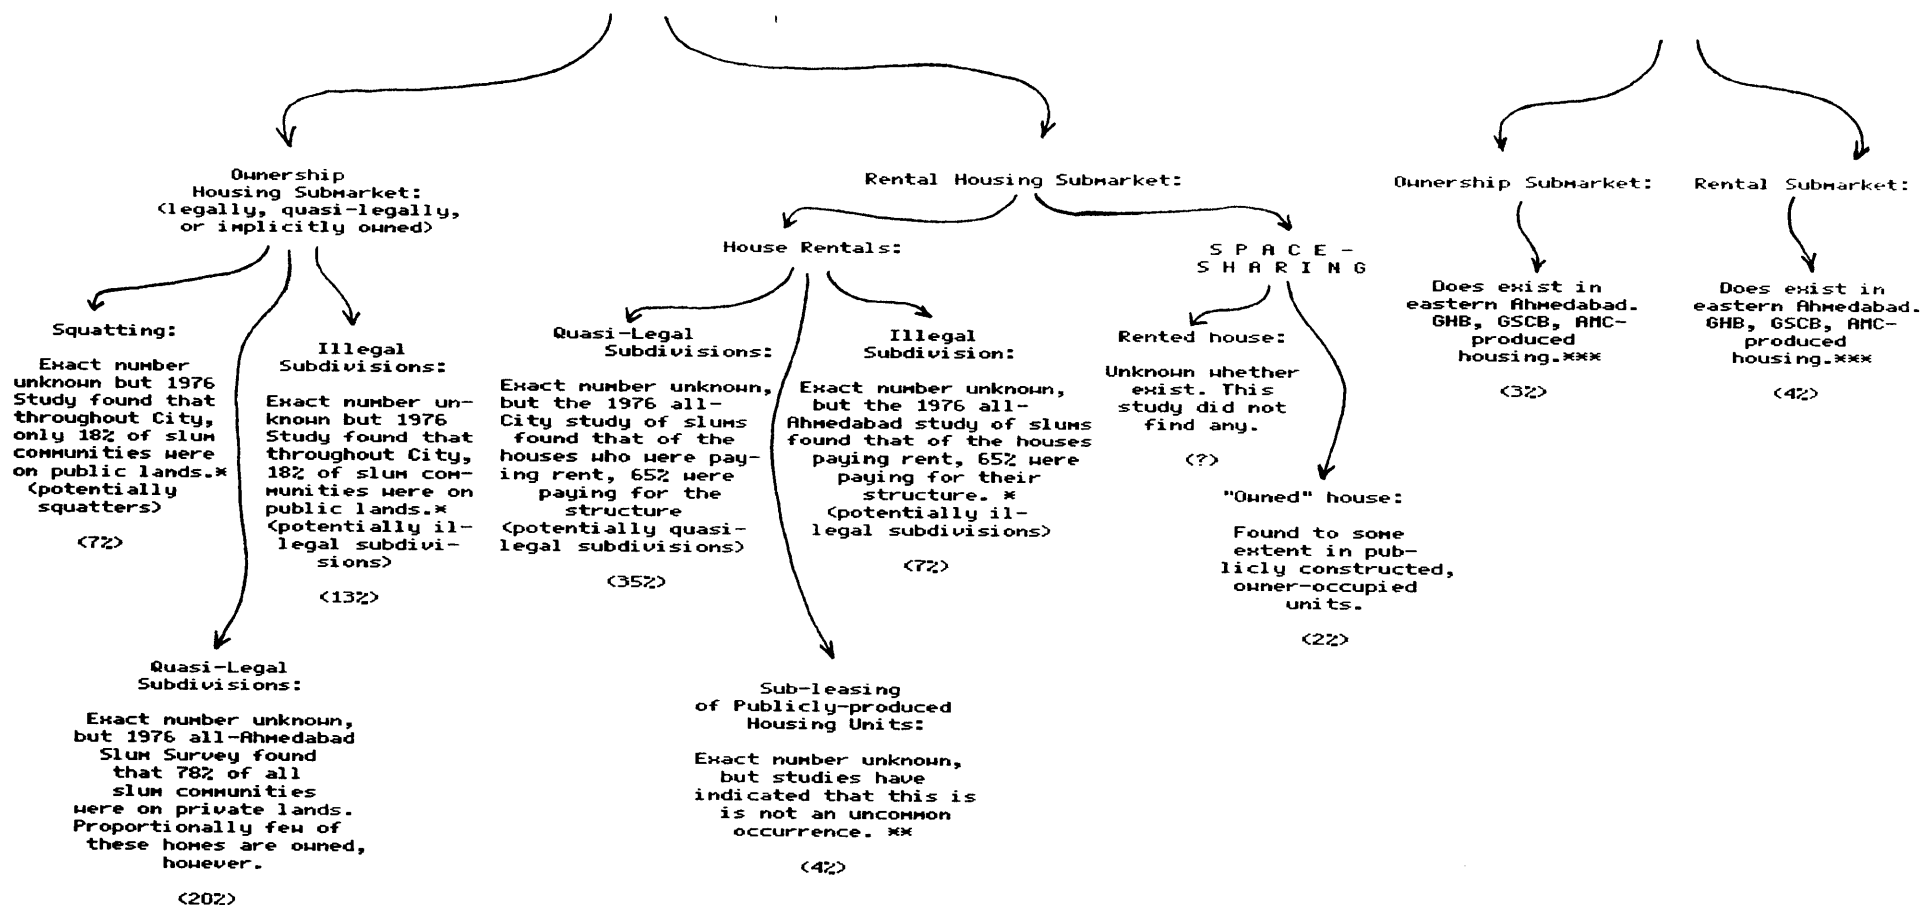 Ownership
Housing Submarket:
(legally, quasi-legally,
or implicitly owned)
Rental Housing Submarket:
Ownership Submarket:
Rental Submarket:
House Rentals:
S P A C E -
S H A R I N G
Squatting:
Exact number
unknown but 1976
Study found that
throughout City,
only 18% of slum
communities were
on public lands.*
(potentially
squatters)
(7%)
Illegal
Subdivisions:
Exact number un-
known but 1976
Study found that
throughout City,
18% of slum com-
munities were on
public lands.*
(potentially il-
legal subdivi-
sions)
(13%)
Quasi-Legal
Subdivisions:
Exact number unknown,
but 1976 all-Ahmedabad
Slum Survey found
that 78% of all
slum communities
were on private lands.
Proportionally few of
these homes are owned,
however.
(20%)
Quasi-Legal
Subdivisions:
Exact number unknown,
but the 1976 all-
City study of slums
found that of the
houses who were pay-
ing rent, 65% were
paying for the
structure
(potentially quasi-
legal subdivisions)
(35%)
Illegal
Subdivision:
Exact number unknown,
but the 1976 all-
Ahmedabad study of slums
found that of the houses
paying rent, 65% were
paying for their
structure. *
(potentially il-
legal subdivisions)
(7%)
Sub-leasing
of Publicly-produced
Housing Units:
Exact number unknown,
but studies have
indicated that this is
is not an uncommon
occurrence. **
(4%)
Rented house:
Unknown whether
exist. This
study did not
find any.
(?)
"Owned" house:
Found to some
extent in pub-
licly constructed,
owner-occupied
units.
(2%)
Does exist in
eastern Ahmedabad.
GHB, GSCB, AMC-
produced
housing.***
(3%)
Does exist in
eastern Ahmedabad.
GHB, GSCB, AMC-
produced
housing.***
(4%)